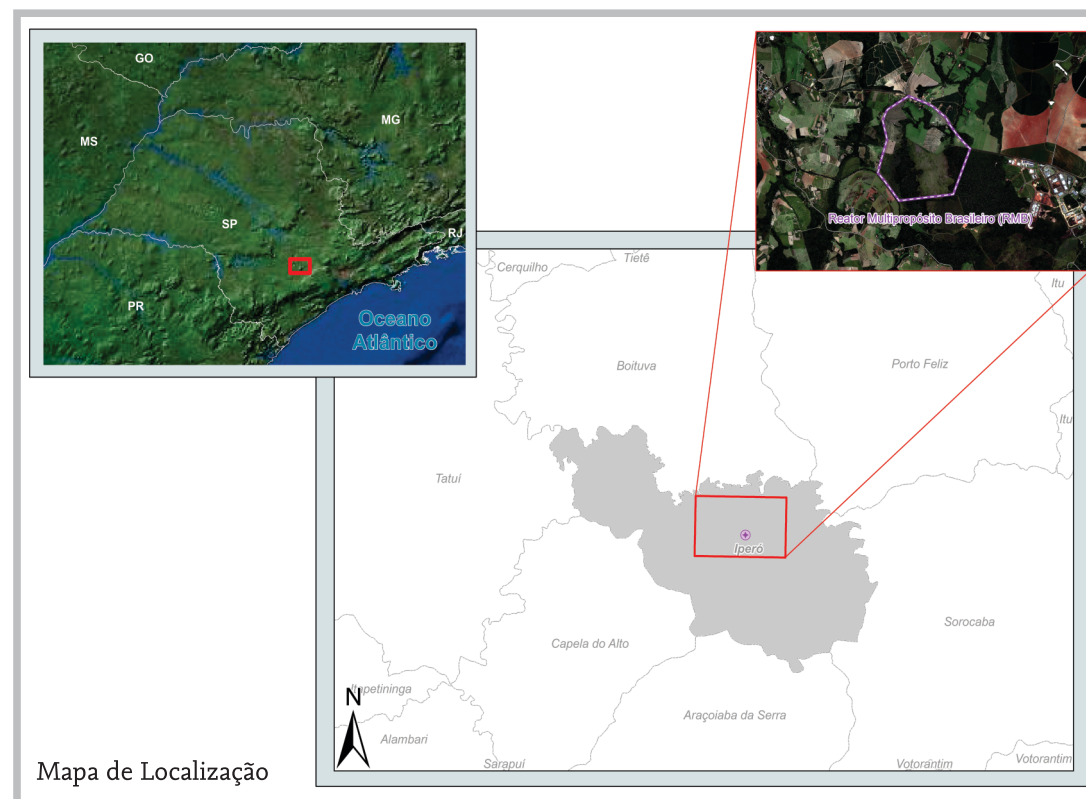 GO
MS
MG
SP
RJ
PR
Oceano
Atlântico
Reator Multipropósito Brasileiro (RMB)
Cerquilho
Tietê
Itu
Boituva
Porto Feliz
Itu
Tatuí
Iperó
Sorocaba
Capela do Alto
Itapetininga
N
Araçoiaba da Serra
Alambari
Sarapuí
Votorantim
Votorantim
Mapa de Localização